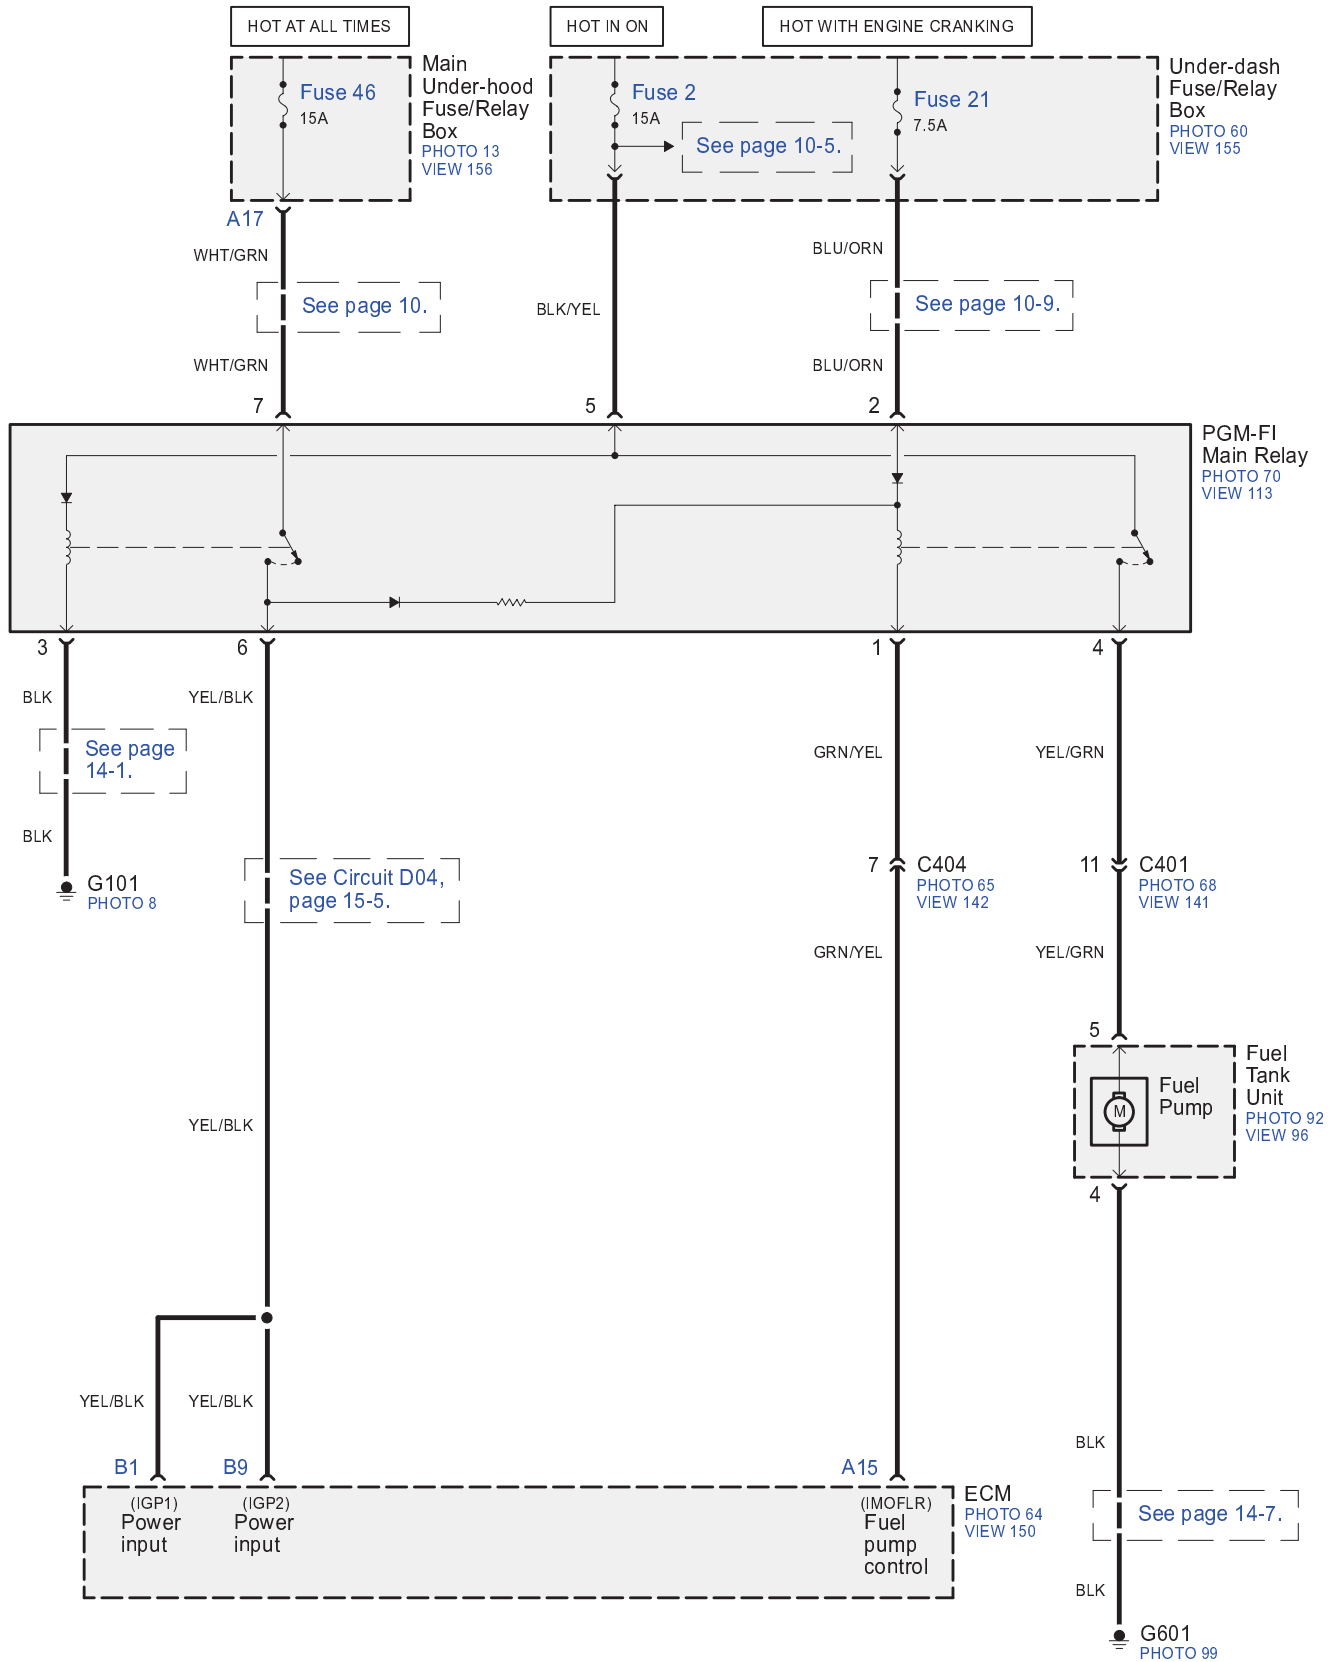 HOT AT ALL TIMES
HOT IN ON
HOT WITH ENGINE CRANKING
Fuse 46
15A
Main
Under-hood
Fuse/Relay
Box
PHOTO 13
VIEW 156
Fuse 2
15A
See page 10-5.
Fuse 21
7.5A
Under-dash
Fuse/Relay
Box
PHOTO 60
VIEW 155
A17
WHT/GRN
See page 10.
WHT/GRN
7
BLK/YEL
5
BLU/ORN
See page 10-9.
BLU/ORN
2
PGM-FI
Main Relay
PHOTO 70
VIEW 113
3
6
1
4
BLK
See page
14-1.
BLK
G101
PHOTO 8
YEL/BLK
See Circuit D04,
page 15-5.
YEL/BLK
GRN/YEL
7
C404
PHOTO 65
VIEW 142
GRN/YEL
YEL/GRN
11
C401
PHOTO 68
VIEW 141
YEL/GRN
5
M
Fuel
Pump
Fuel
Tank
Unit
PHOTO 92
VIEW 96
4
YEL/BLK
YEL/BLK
B1
B9
A15
(IGP1)
Power
input
(IGP2)
Power
input
(IMOFLR)
Fuel
pump
control
ECM
PHOTO 64
VIEW 150
BLK
See page 14-7.
BLK
G601
PHOTO 99